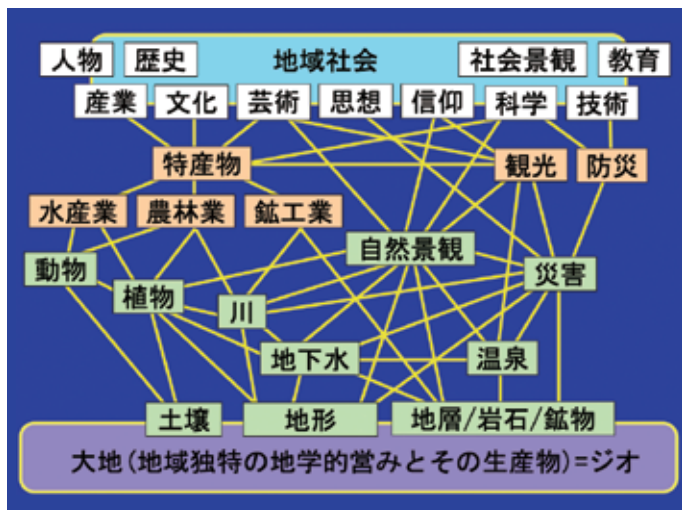 人物 歴史 地域社会 社会景観 教育
産業 文化 芸術 思想 信仰 科学 技術
特産物 観光 防災
水産業 農林業 鉱工業
自然景観
動物 災害
植物 川
地下水 温泉
土壌 地形 地層/岩石/鉱物
大地(地域独特の地学的営みとその生産物)=ジオ